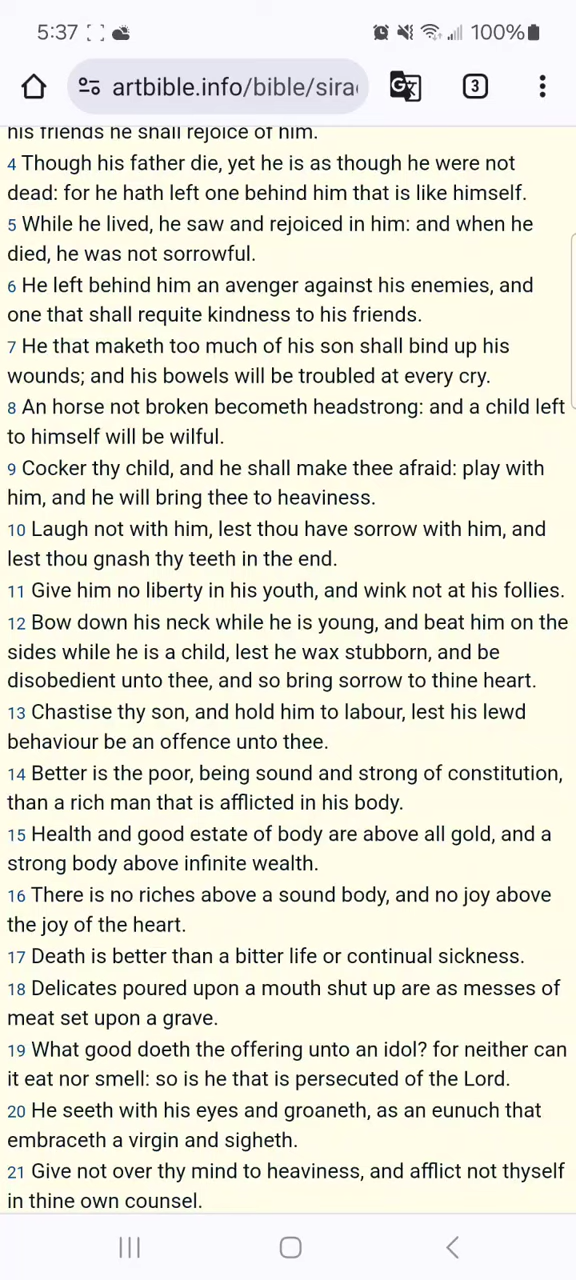 5:37
100%
artbible.info/bible/sira
3
his friends he shall rejoice of him.
4 Though his father die, yet he is as though he were not
dead: for he hath left one behind him that is like himself.
5 While he lived, he saw and rejoiced in him: and when he
died, he was not sorrowful.
6 He left behind him an avenger against his enemies, and
one that shall requite kindness to his friends.
7 He that maketh too much of his son shall bind up his
wounds; and his bowels will be troubled at every cry.
8 An horse not broken becometh headstrong: and a child left
to himself will be wilful.
9 Cocker thy child, and he shall make thee afraid: play with
him, and he will bring thee to heaviness.
10 Laugh not with him, lest thou have sorrow with him, and
lest thou gnash thy teeth in the end.
11 Give him no liberty in his youth, and wink not at his follies.
12 Bow down his neck while he is young, and beat him on the
sides while he is a child, lest he wax stubborn, and be
disobedient unto thee, and so bring sorrow to thine heart.
13 Chastise thy son, and hold him to labour, lest his lewd
behaviour be an offence unto thee.
14 Better is the poor, being sound and strong of constitution,
than a rich man that is afflicted in his body.
15 Health and good estate of body are above all gold, and a
strong body above infinite wealth.
16 There is no riches above a sound body, and no joy above
the joy of the heart.
17 Death is better than a bitter life or continual sickness.
18 Delicates poured upon a mouth shut up are as messes of
meat set upon a grave.
19 What good doeth the offering unto an idol? for neither can
it eat nor smell: so is he that is persecuted of the Lord.
20 He seeth with his eyes and groaneth, as an eunuch that
embraceth a virgin and sigheth.
21 Give not over thy mind to heaviness, and afflict not thyself
in thine own counsel.